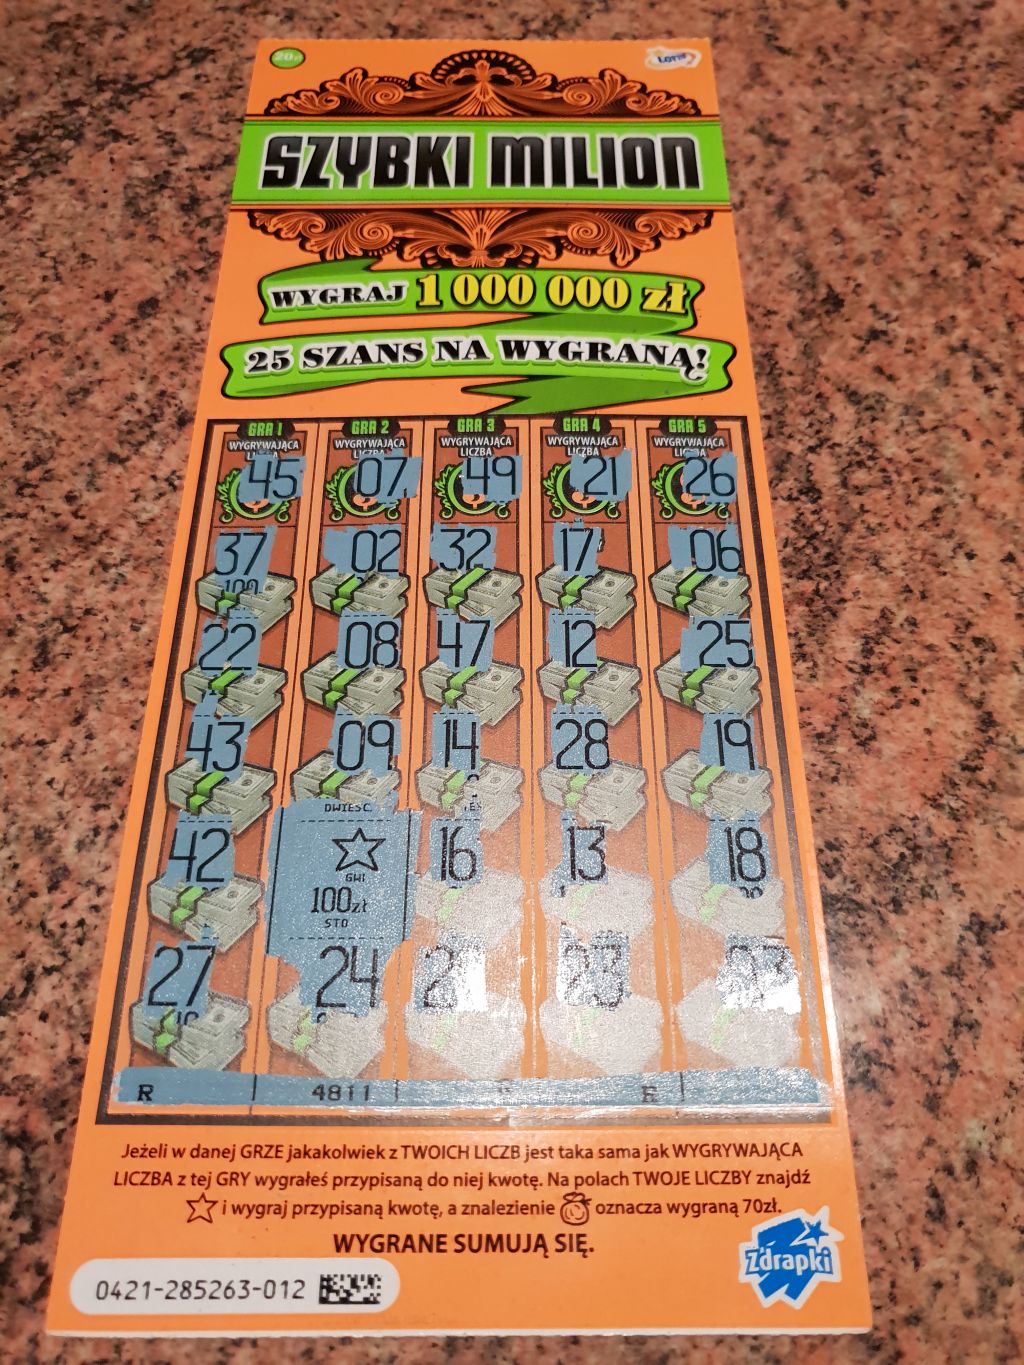 20zł
LOTTO
SZYBKI MILION
WYGRAJ 1 000 000 zł
25 SZANS NA WYGRANĄ!
GRA 1 GRA 2 GRA 3 GRA 4 GRA 5
WYGRYWAJĄCA WYGRYWAJĄCA WYGRYWAJĄCA WYGRYWAJĄCA WYGRYWAJĄCA
LICZBA LICZBA LICZBA LICZBA LICZBA
45 07 49 21 26
37 02 32 17 06
100
22 08 47 12 25
43 09 14 28 19
42 16 13 18
GWI
100zł
STO
27 24 23
R 4811
Jeżeli w danej GRZE jakakolwiek z TWOICH LICZB jest taka sama jak WYGRYWAJĄCA
LICZBA z tej GRY wygrałeś przypisaną do niej kwotę. Na polach TWOJE LICZBY znajdź
i wygraj przypisaną kwotę, a znalezienie oznacza wygraną 70zł.
WYGRANE SUMUJĄ SIĘ.
Zdrapki
0421-285263-012